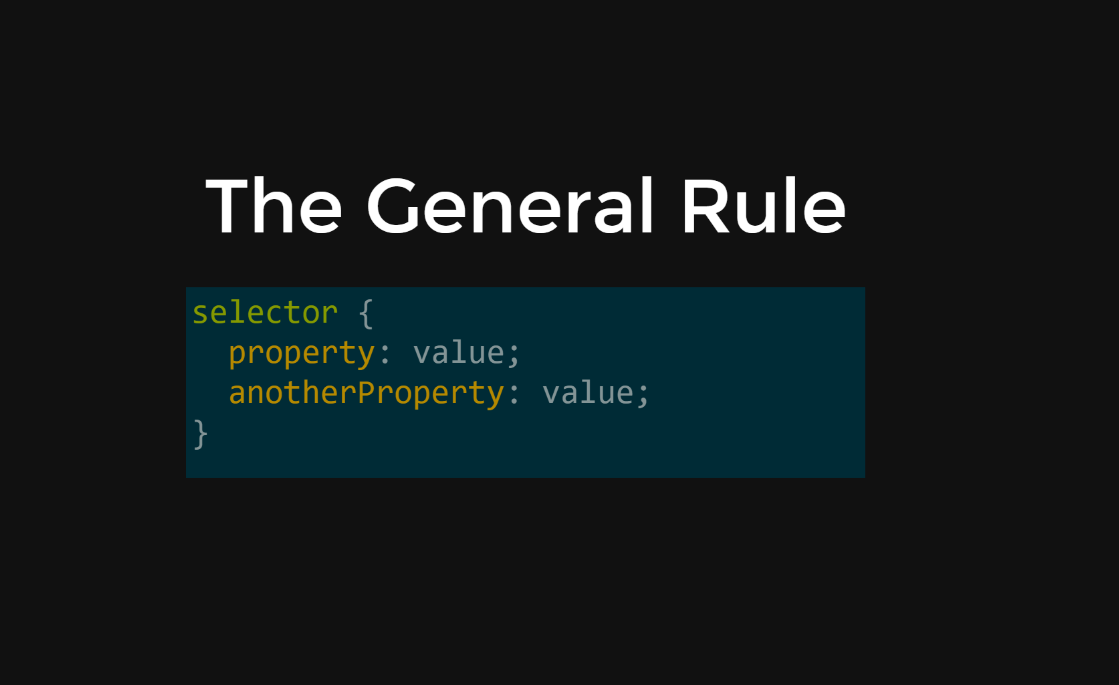 The General Rule
selector {
  property: value;
  anotherProperty: value;
}